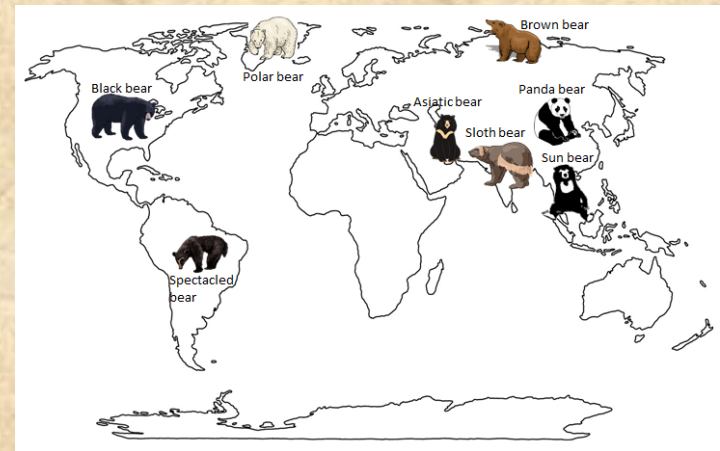 Brown bear
Polar bear
Black bear
Panda bear
Asiatic bear
Sloth bear
Sun bear
Spectacled
bear